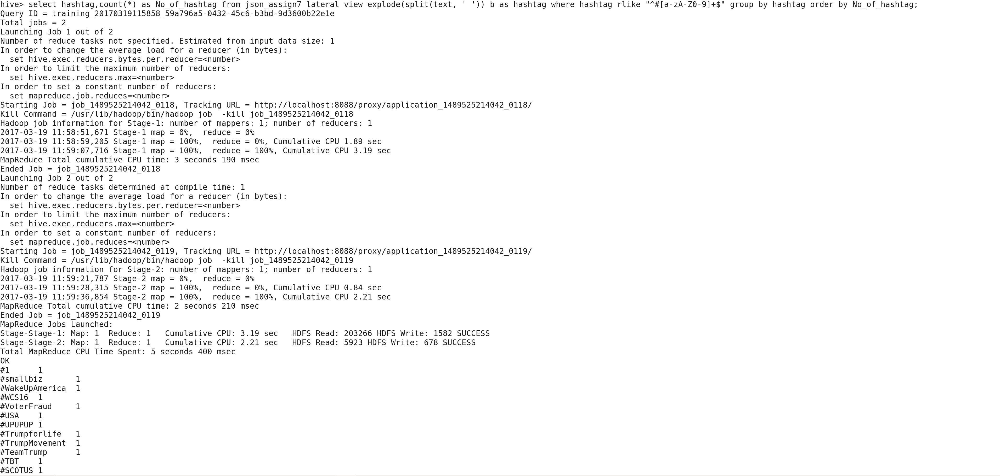 hive> select hashtag,count(*) as No_of_hashtag from json_assign7 lateral view explode(split(text, ' ')) b as hashtag where hashtag rlike "^#[a-zA-Z0-9]+$" group by hashtag order by No_of_hashtag;
Query ID = training_20170319115858_59a796a5-0432-45c6-b3bd-9d3600b22e1e
Total jobs = 2
Launching Job 1 out of 2
Number of reduce tasks not specified. Estimated from input data size: 1
In order to change the average load for a reducer (in bytes):
  set hive.exec.reducers.bytes.per.reducer=<number>
In order to limit the maximum number of reducers:
  set hive.exec.reducers.max=<number>
In order to set a constant number of reducers:
  set mapreduce.job.reduces=<number>
Starting Job = job_1489525214042_0118, Tracking URL = http://localhost:8088/proxy/application_1489525214042_0118/
Kill Command = /usr/lib/hadoop/bin/hadoop job  -kill job_1489525214042_0118
Hadoop job information for Stage-1: number of mappers: 1; number of reducers: 1
2017-03-19 11:58:51,671 Stage-1 map = 0%,  reduce = 0%
2017-03-19 11:58:59,205 Stage-1 map = 100%,  reduce = 0%, Cumulative CPU 1.89 sec
2017-03-19 11:59:07,716 Stage-1 map = 100%,  reduce = 100%, Cumulative CPU 3.19 sec
MapReduce Total cumulative CPU time: 3 seconds 190 msec
Ended Job = job_1489525214042_0118
Launching Job 2 out of 2
Number of reduce tasks determined at compile time: 1
In order to change the average load for a reducer (in bytes):
  set hive.exec.reducers.bytes.per.reducer=<number>
In order to limit the maximum number of reducers:
  set hive.exec.reducers.max=<number>
In order to set a constant number of reducers:
  set mapreduce.job.reduces=<number>
Starting Job = job_1489525214042_0119, Tracking URL = http://localhost:8088/proxy/application_1489525214042_0119/
Kill Command = /usr/lib/hadoop/bin/hadoop job  -kill job_1489525214042_0119
Hadoop job information for Stage-2: number of mappers: 1; number of reducers: 1
2017-03-19 11:59:21,787 Stage-2 map = 0%,  reduce = 0%
2017-03-19 11:59:28,315 Stage-2 map = 100%,  reduce = 0%, Cumulative CPU 0.84 sec
2017-03-19 11:59:36,854 Stage-2 map = 100%,  reduce = 100%, Cumulative CPU 2.21 sec
MapReduce Total cumulative CPU time: 2 seconds 210 msec
Ended Job = job_1489525214042_0119
MapReduce Jobs Launched:
Stage-Stage-1: Map: 1  Reduce: 1   Cumulative CPU: 3.19 sec   HDFS Read: 203266 HDFS Write: 1582 SUCCESS
Stage-Stage-2: Map: 1  Reduce: 1   Cumulative CPU: 2.21 sec   HDFS Read: 5923 HDFS Write: 678 SUCCESS
Total MapReduce CPU Time Spent: 5 seconds 400 msec
OK
#1      1
#smallbiz       1
#WakeUpAmerica  1
#WCS16  1
#VoterFraud     1
#USA    1
#UPUPUP 1
#Trumpforlife   1
#TrumpMovement  1
#TeamTrump      1
#TBT    1
#SCOTUS 1